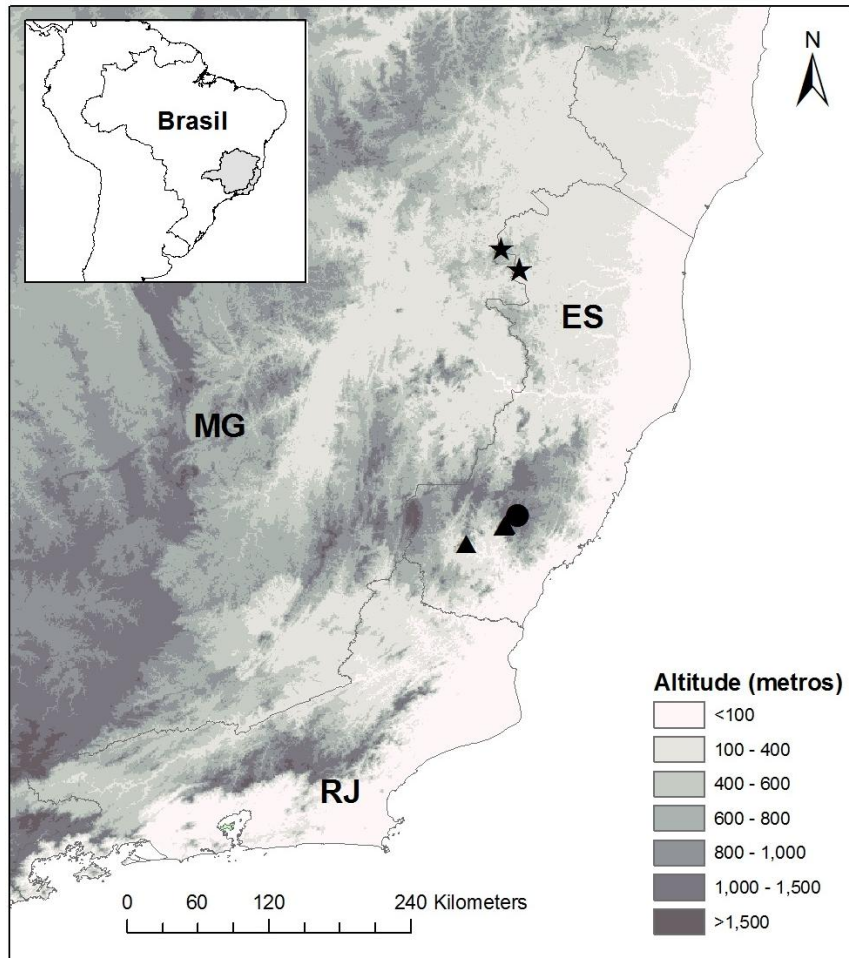 Brasil
N
ES
MG
RJ
Altitude (metros)
<100
100 - 400
400 - 600
600 - 800
800 - 1,000
1,000 - 1,500
>1,500
0 60 120 240 Kilometers